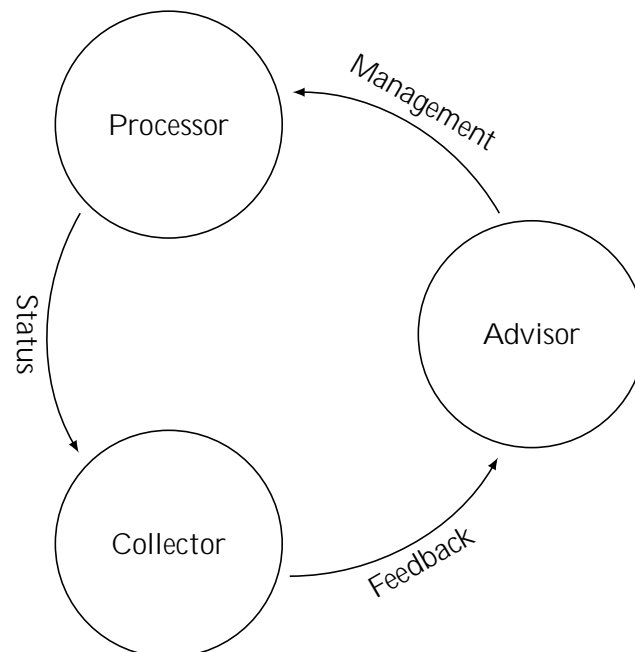 Management
Processor
Status
Advisor
Collector
Feedback